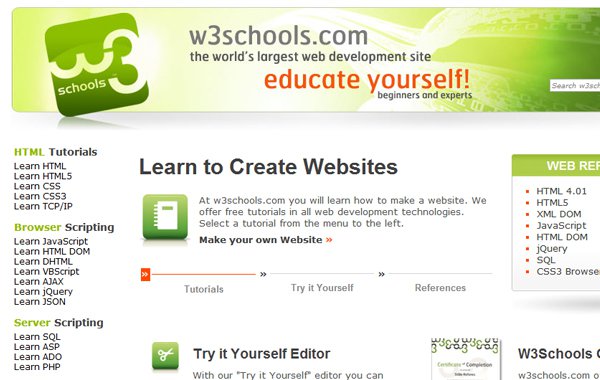 w3schools.com
the world's largest web development site
educate yourself!
beginners and experts
W3
schools
Search w3sch
HTML Tutorials
Learn HTML
Learn HTML5
Learn CSS
Learn CSS3
Learn TCP/IP
Browser Scripting
Learn JavaScript
Learn HTML DOM
Learn DHTML
Learn VBScript
Learn AJAX
Learn jQuery
Learn JSON
Server Scripting
Learn SQL
Learn ASP
Learn ADO
Learn PHP
Learn to Create Websites
At w3schools.com you will learn how to make a website. We
offer free tutorials in all web development technologies.
Select a tutorial from the menu to the left.
Make your own Website »
» » »
Tutorials Try it Yourself References
Try it Yourself Editor
With our "Try it Yourself" editor you can
WEB REF
HTML 4.01
HTML5
XML DOM
JavaScript
HTML DOM
jQuery
SQL
CSS3 Browser
Certificate of Completion
W3Schools C
w3schools.com's o